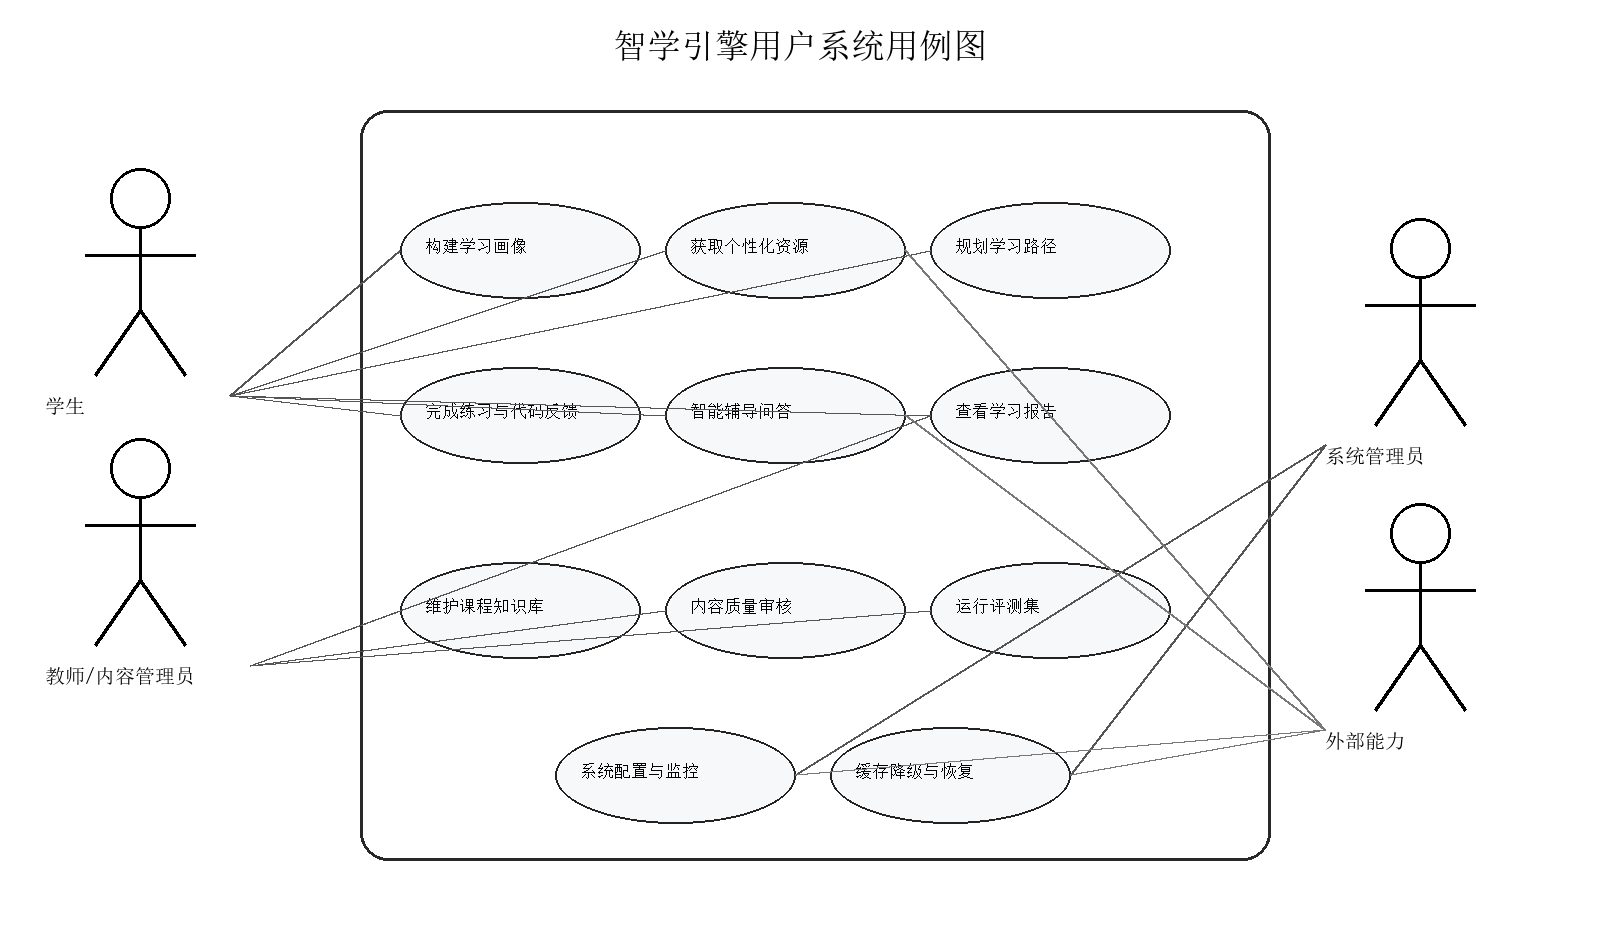 智学引擎用户系统用例图
构建学习画像
获取个性化资源
规划学习路径
学生
完成练习与代码反馈
智能辅导问答
查看学习报告
系统管理员
维护课程知识库
内容质量审核
运行评测集
教师/内容管理员
系统配置与监控
缓存降级与恢复
外部能力